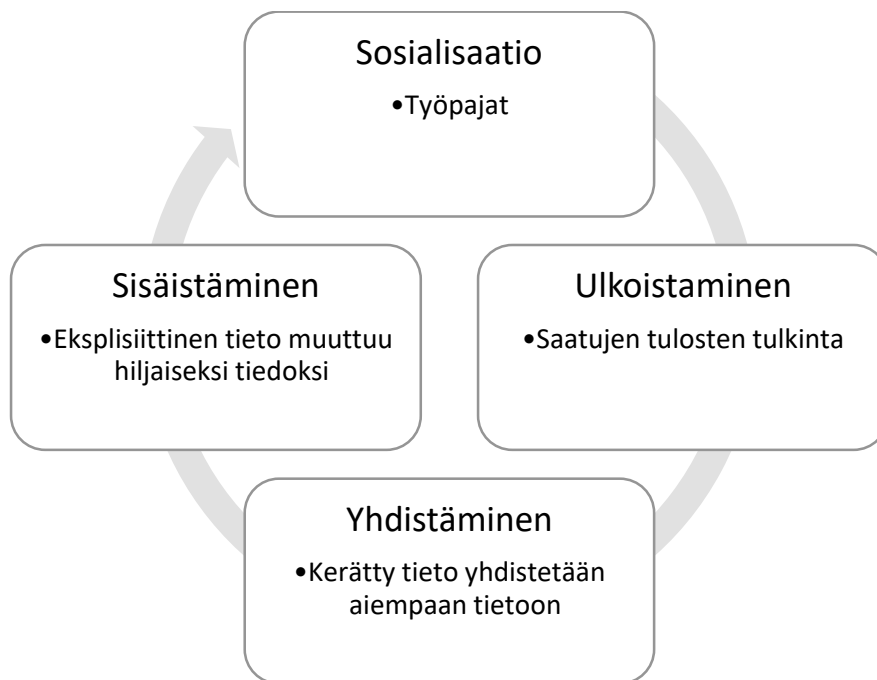 Sosialisaatio
•Työpajat
Sisäistäminen
•Eksplisiittinen tieto muuttuu
hiljaiseksi tiedoksi
Ulkoistaminen
•Saatujen tulosten tulkinta
Yhdistäminen
•Kerätty tieto yhdistetään
aiempaan tietoon